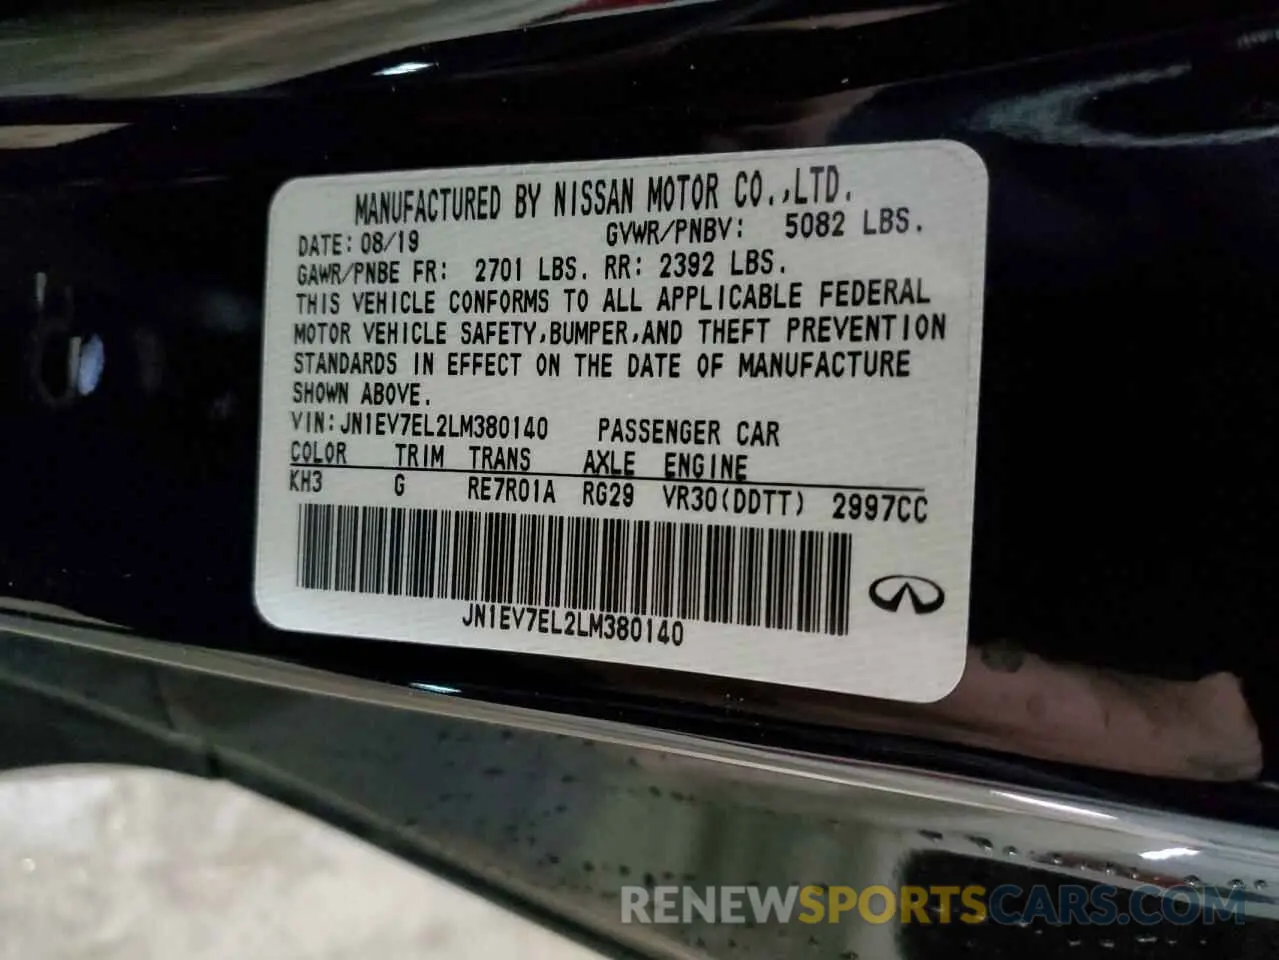 MANUFACTURED BY NISSAN MOTOR CO.,LTD.
DATE: 08/19 GVWR/PNBV: 5082 LBS.
GAWR/PNBE FR: 2701 LBS. RR: 2392 LBS.
THIS VEHICLE CONFORMS TO ALL APPLICABLE FEDERAL
MOTOR VEHICLE SAFETY,BUMPER,AND THEFT PREVENTION
STANDARDS IN EFFECT ON THE DATE OF MANUFACTURE
SHOWN ABOVE.
VIN:JN1EV7EL2LM380140 PASSENGER CAR
COLOR TRIM TRANS AXLE ENGINE
KH3 G RE7R01A RG29 VR30(DDTT) 2997CC
JN1EV7EL2LM380140
RENEWSPORTSCARS.COM